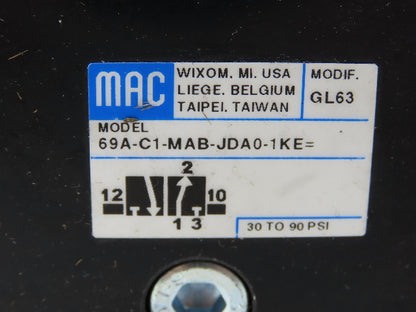 MAC
WIXOM. MI. USA
LIEGE. BELGIUM
TAIPEI. TAIWAN
MODIF.
GL63
MODEL
69A-C1-MAB-JDA0-1KE=
2
12
10
1 3
30 TO 90 PSI